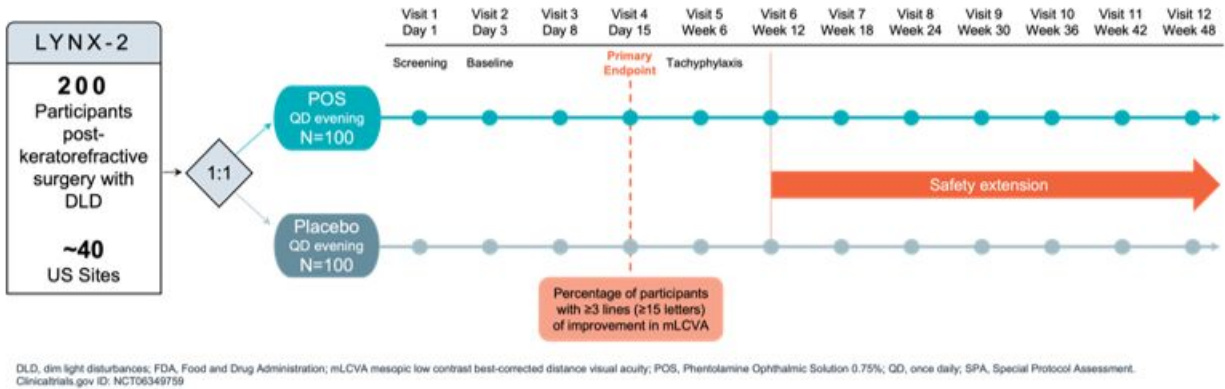 Visit 1 Visit 2 Visit 3 Visit 4 Visit 5 Visit 6 Visit 7 Visit 8 Visit 9 Visit 10 Visit 11 Visit 12
Day 1 Day 3 Day 8 Day 15 Week 6 Week 12 Week 18 Week 24 Week 30 Week 36 Week 42 Week 48
Screening Baseline Primary Endpoint Tachyphylaxis
LYNX-2
200
Participants
post-
keratorefractive
surgery with
DLD
~40
US Sites
1:1
POS
QD evening
N=100
Safety extension
Placebo
QD evening
N=100
Percentage of participants
with ≥3 lines (≥15 letters)
of improvement in mLCVA
DLD, dim light disturbances; FDA, Food and Drug Administration; mLCVA mesopic low contrast best-corrected distance visual acuity; POS, Phentolamine Ophthalmic Solution 0.75%; QD, once daily; SPA, Special Protocol Assessment.
Clinicaltrials.gov ID: NCT06349759